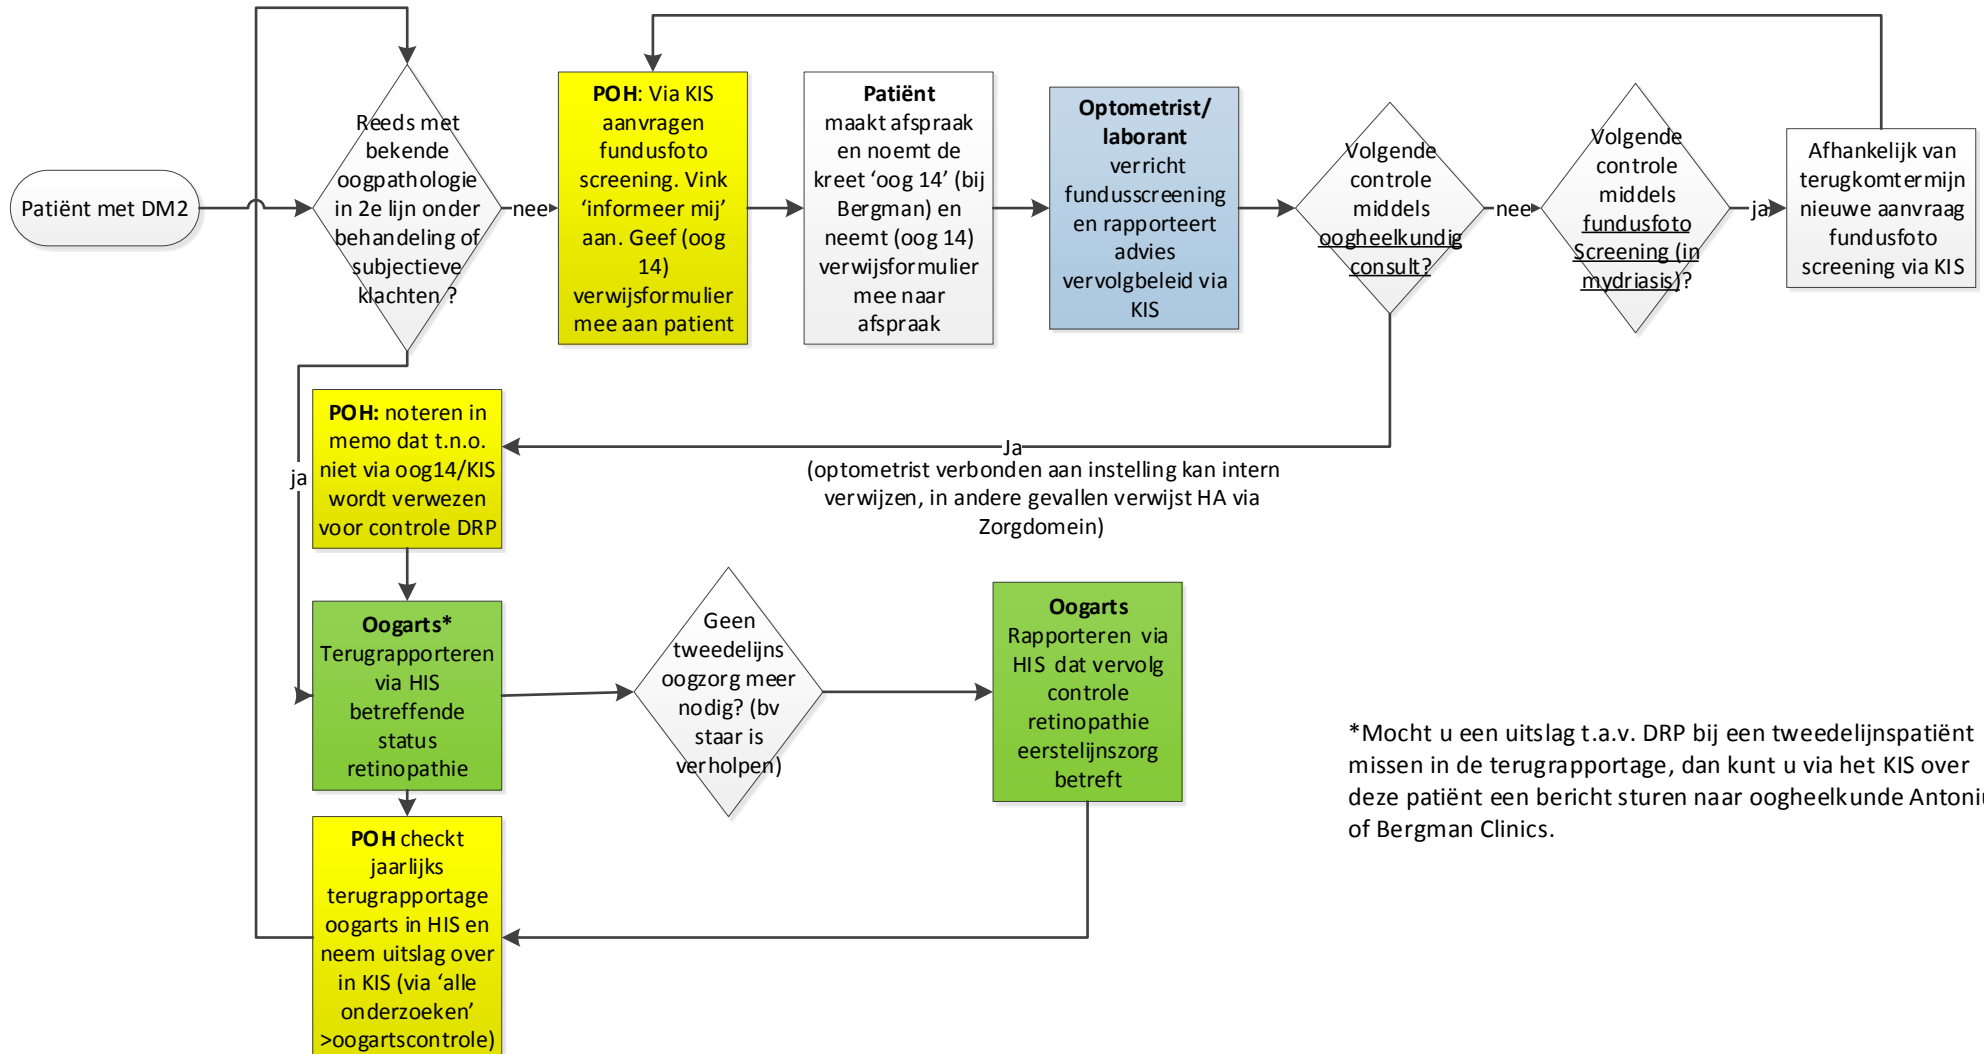 Patiënt met DM2
Reeds met
bekende
oogpathologie
in 2e lijn onder
behandeling of
subjectieve
klachten ?
nee
POH: Via KIS
aanvragen
fundusfoto
screening. Vink
‘informeer mij’
aan. Geef (oog
14)
verwijsformulier
mee aan patient
Patiënt
maakt afspraak
en noemt de
kreet ‘oog 14’ (bij
Bergman) en
neemt (oog 14)
verwijsformulier
mee naar
afspraak
Optometrist/
laborant
verricht
fundusscreening
en rapporteert
advies
vervolgbeleid via
KIS
Volgende
controle
middels
oogheelkundig
consult?
nee
Volgende
controle
middels
fundusfoto
Screening (in
mydriasis)?
ja
Afhankelijk van
terugkomtermijn
nieuwe aanvraag
fundusfoto
screening via KIS
ja
POH: noteren in
memo dat t.n.o.
niet via oog14/KIS
wordt verwezen
voor controle DRP
Ja
(optometrist verbonden aan instelling kan intern
verwijzen, in andere gevallen verwijst HA via
Zorgdomein)
Oogarts*
Terugrapporteren
via HIS
betreffende
status
retinopathie
Geen
tweedelijns
oogzorg meer
nodig? (bv
staar is
verholpen)
Oogarts
Rapporteren via
HIS dat vervolg
controle
retinopathie
eerstelijnszorg
betreft
POH checkt
jaarlijks
terugrapportage
oogarts in HIS en
neem uitslag over
in KIS (via ‘alle
onderzoeken’
>oogartscontrole)
*Mocht u een uitslag t.a.v. DRP bij een tweedelijnspatiënt
missen in de terugrapportage, dan kunt u via het KIS over
deze patiënt een bericht sturen naar oogheelkunde Antoniu
of Bergman Clinics.